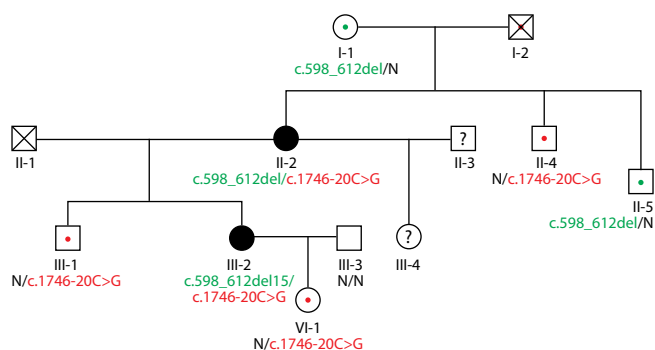 I-1
c.598_612del/N
I-2
II-1
II-2
c.598_612del/c.1746-20C>G
?
II-3
II-4
N/c.1746-20C>G
II-5
c.598_612del/N
III-1
N/c.1746-20C>G
III-2
c.598_612del15/
c.1746-20C>G
III-3
N/N
?
III-4
VI-1
N/c.1746-20C>G